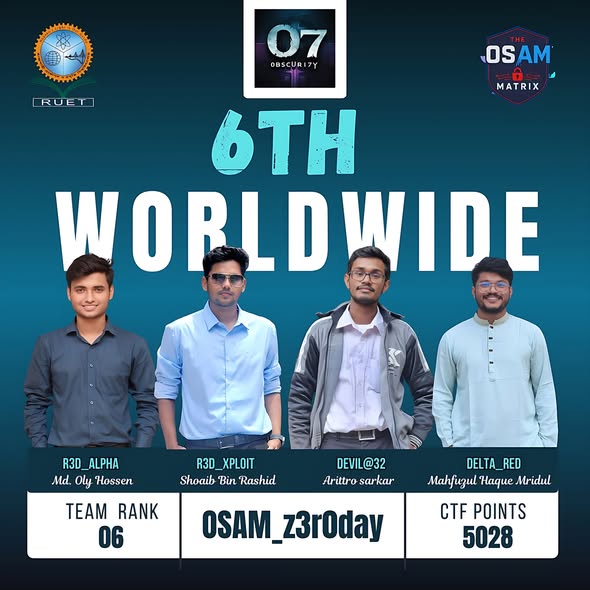 RUET
07
OBSCURI7Y
THE
OSAM
MATRIX
6TH
WORLDWIDE
R3D_ALPHA
Md. Oly Hossen
R3D_XPLOIT
Shoaib Bin Rashid
DEVIL@32
Arittro sarkar
DELTA_RED
Mahfuzul Haque Mridul
TEAM RANK
06
OSAM_z3r0day
CTF POINTS
5028